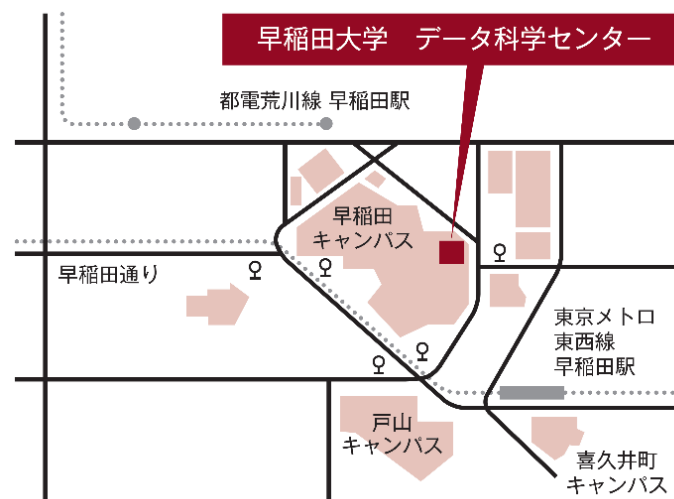 早稲田大学　データ科学センター
都電荒川線 早稲田駅
早稲田
キャンパス
早稲田通り
東京メトロ
東西線
早稲田駅
戸山
キャンパス
喜久井町
キャンパス